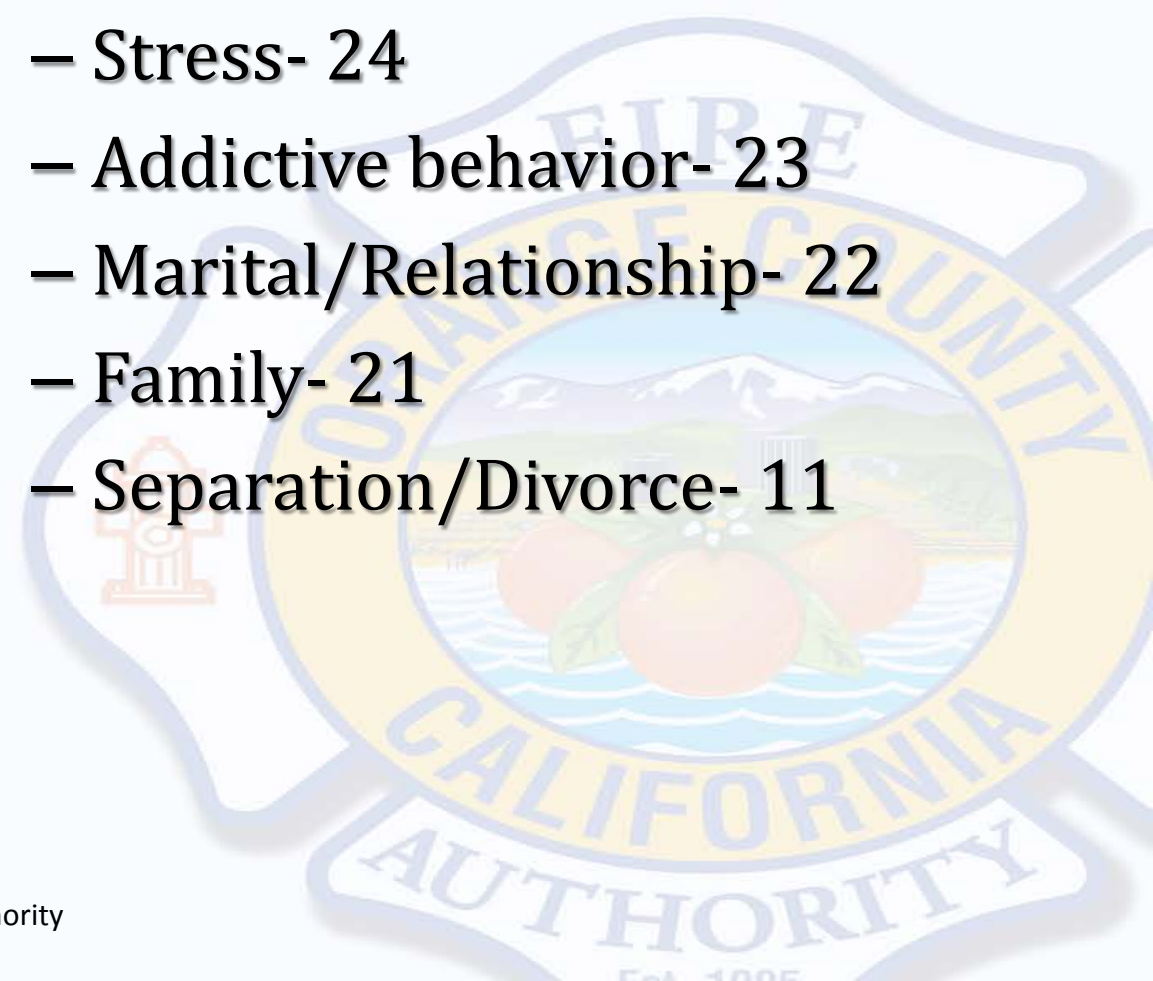 – Stress- 24
– Addictive behavior- 23
– Marital/Relationship- 22
– Family- 21
– Separation/Divorce- 11
FIRE
ORANGE COUNTY
CALIFORNIA
AUTHORITY
ority